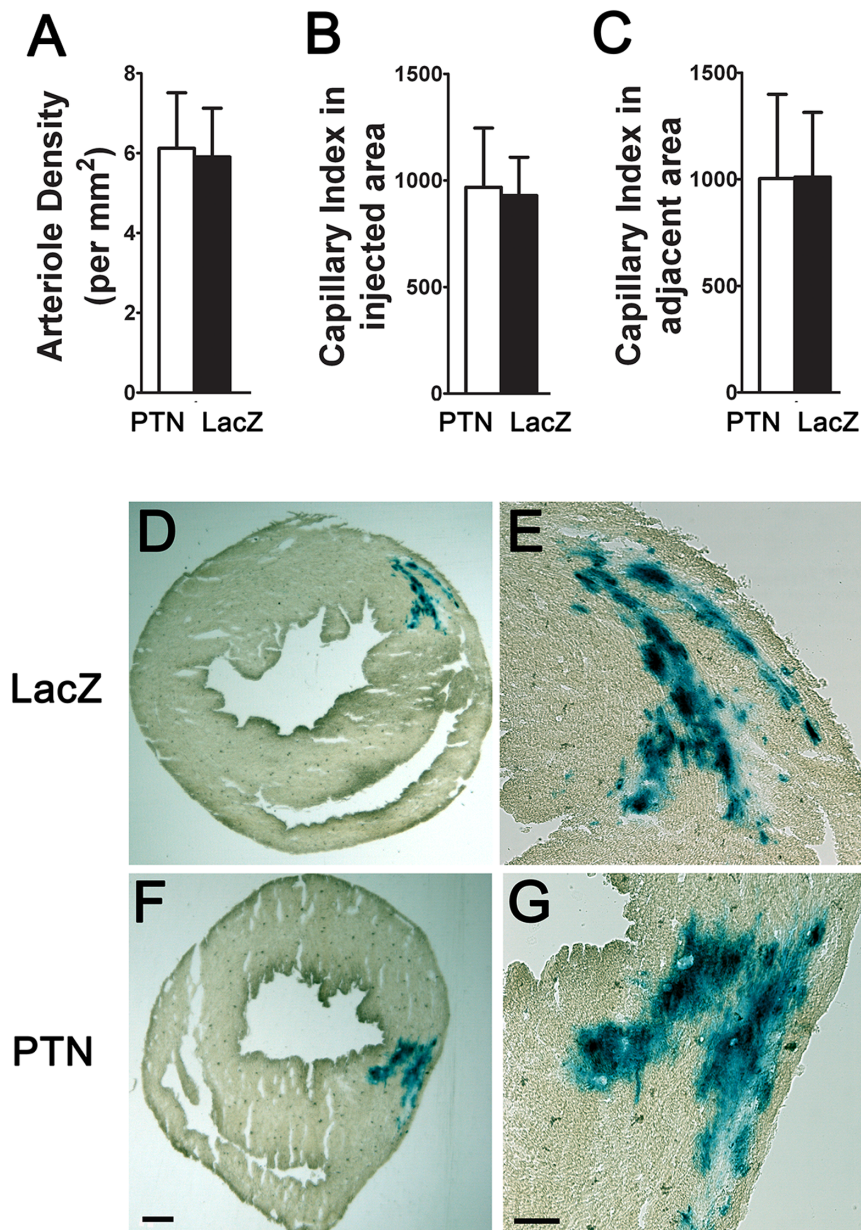 A
Arteriole Density
(per mm²)
8
6
4
2
0
PTN LacZ
B
Capillary Index in
injected area
1500
1000
500
0
PTN LacZ
C
Capillary Index in
adjacent area
1500
1000
500
0
PTN LacZ
LacZ
D
E
PTN
F
G